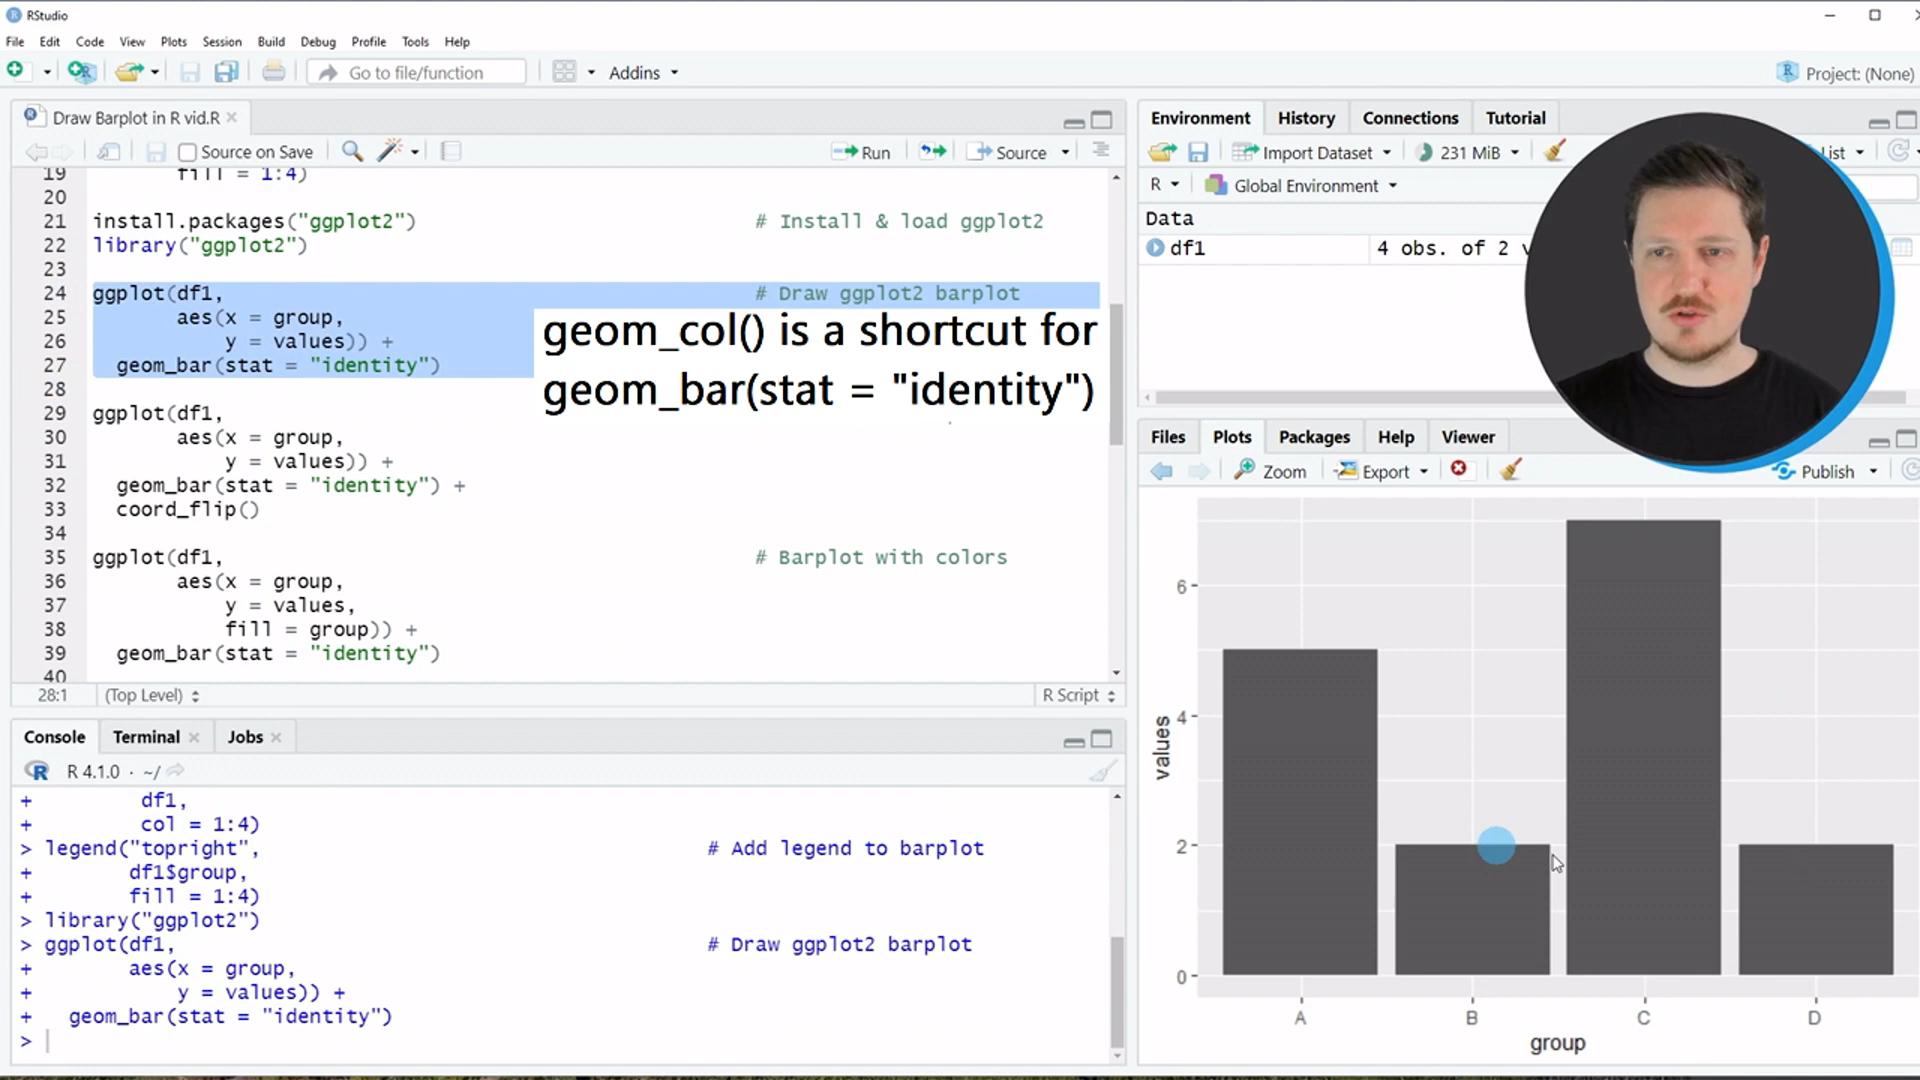 RStudio
File Edit Code View Plots Session Build Debug Profile Tools Help
Go to file/function Addins Project: (None)
Draw Barplot in R vid.R
Source on Save Run Source
19 fill = 1:4)
20
21 install.packages("ggplot2") # Install & load ggplot2
22 library("ggplot2")
23
24 ggplot(df1, # Draw ggplot2 barplot
25 aes(x = group,
26 y = values)) +
27 geom_bar(stat = "identity")
28
geom_col() is a shortcut for
geom_bar(stat = "identity")
29 ggplot(df1,
30 aes(x = group,
31 y = values)) +
32 geom_bar(stat = "identity") +
33 coord_flip()
34
35 ggplot(df1, # Barplot with colors
36 aes(x = group,
37 y = values,
38 fill = group)) +
39 geom_bar(stat = "identity")
40
28:1 (Top Level) R Script
Console Terminal Jobs
R 4.1.0 · ~/
+ df1,
+ col = 1:4)
> legend("topright", # Add legend to barplot
+ df1$group,
+ fill = 1:4)
> library("ggplot2")
> ggplot(df1, # Draw ggplot2 barplot
+ aes(x = group,
+ y = values)) +
+ geom_bar(stat = "identity")
>
Environment History Connections Tutorial
Import Dataset 231 MiB List
R Global Environment
Data
df1 4 obs. of 2
Files Plots Packages Help Viewer
Zoom Export Publish
values
6
4
2
0
A B C D
group